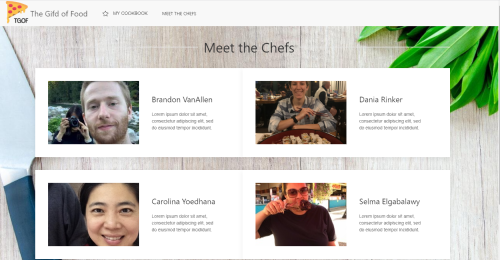 TGOF
The Gifd of Food
MY COOKBOOK
MEET THE CHEFS
Meet the Chefs
Brandon VanAllen
Lorem ipsum dolor sit amet,
consectetur adipiscing elit, sed
do eiusmod tempor incididunt.
Dania Rinker
Lorem ipsum dolor sit amet,
consectetur adipiscing elit, sed
do eiusmod tempor incididunt.
Carolina Yoedhana
Lorem ipsum dolor sit amet,
consectetur adipiscing elit, sed
do eiusmod tempor incididunt.
Selma Elgabalawy
Lorem ipsum dolor sit amet,
consectetur adipiscing elit, sed
do eiusmod tempor incididunt.